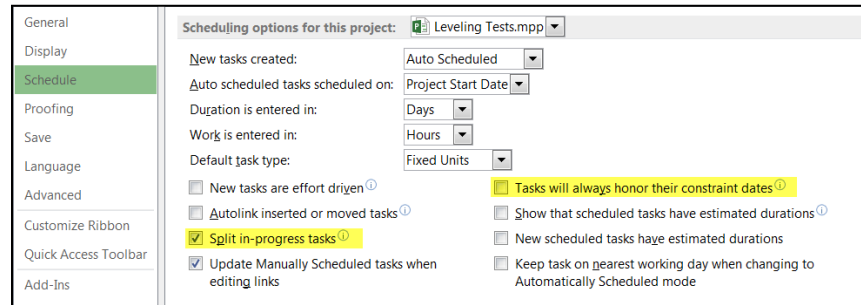 General
Display
Schedule
Proofing
Save
Language
Advanced
Customize Ribbon
Quick Access Toolbar
Add-Ins
Scheduling options for this project: Leveling Tests.mpp
New tasks created: Auto Scheduled
Auto scheduled tasks scheduled on: Project Start Date
Duration is entered in: Days
Work is entered in: Hours
Default task type: Fixed Units
New tasks are effort driven
Autolink inserted or moved tasks
Split in-progress tasks
Update Manually Scheduled tasks when
editing links
Tasks will always honor their constraint dates
Show that scheduled tasks have estimated durations
New scheduled tasks have estimated durations
Keep task on nearest working day when changing to
Automatically Scheduled mode